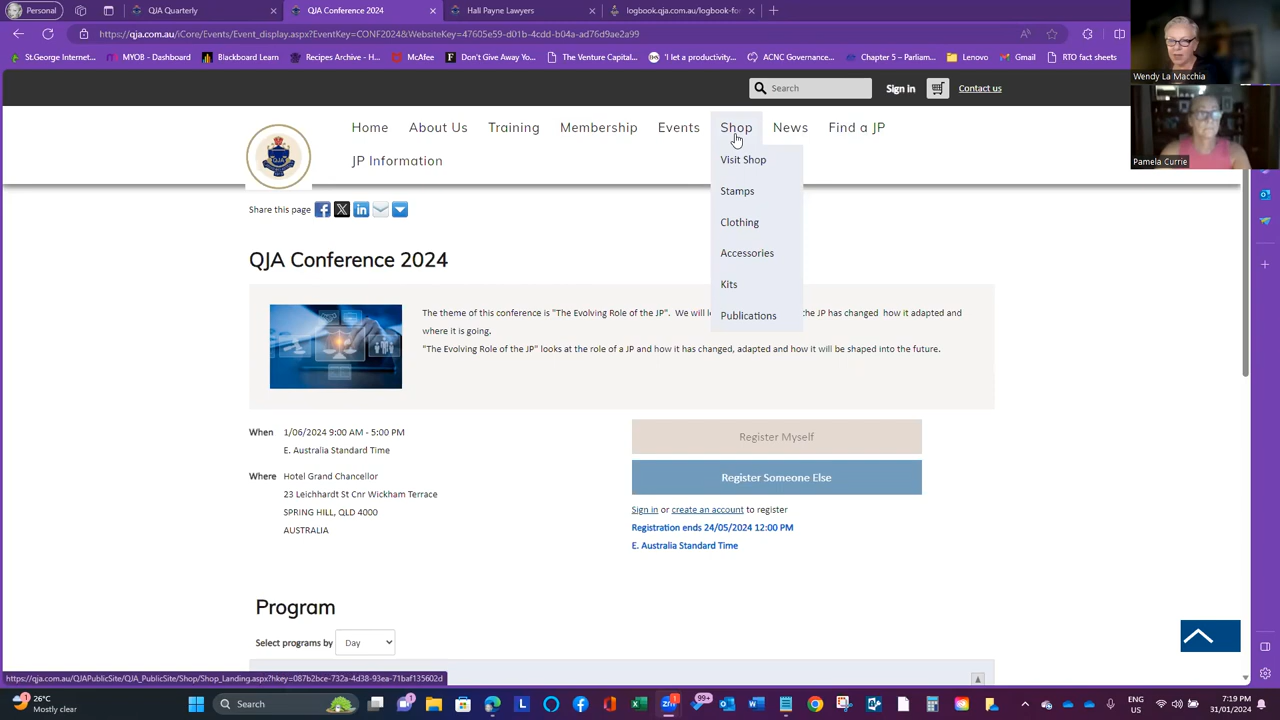 Personal
QJA Quarterly
QJA Conference 2024
Hall Payne Lawyers
logbook.qja.com.au/logbook-for
https://qja.com.au/iCore/Events/Event_display.aspx?EventKey=CONF2024&WebsiteKey=47605e59-d01b-4cdd-b04a-ad76d9ae2a99
St.George Internet...
MYOB - Dashboard
Blackboard Learn
Recipes Archive - H...
McAfee
Don't Give Away Yo...
The Venture Capital...
'I let a productivity...
ACNC Governance...
Chapter 5 – Parliam...
Lenovo
Gmail
RTO fact sheets
Wendy La Macchia
Search
Sign in
Contact us
Home
About Us
Training
Membership
Events
Shop
News
Find a JP
JP Information
Pamela Currie
Visit Shop
Stamps
Clothing
Accessories
Kits
Publications
QJA
Share this page
QJA Conference 2024
The theme of this conference is "The Evolving Role of the JP". We will l
the JP has changed how it adapted and
where it is going.
"The Evolving Role of the JP" looks at the role of a JP and how it has changed, adapted and how it will be shaped into the future.
When
1/06/2024 9:00 AM - 5:00 PM
E. Australia Standard Time
Where
Hotel Grand Chancellor
23 Leichhardt St Cnr Wickham Terrace
SPRING HILL, QLD 4000
AUSTRALIA
Register Myself
Register Someone Else
Sign in or create an account to register
Registration ends 24/05/2024 12:00 PM
E. Australia Standard Time
Program
Select programs by
Day
https://qja.com.au/QJAPublicSite/QJA_PublicSite/Shop/Shop_Landing.aspx?hkey=087b2bce-732a-4d38-93ea-71baf135602d
26°C
Mostly clear
Search
99+
ENG
US
7:19 PM
31/01/2024